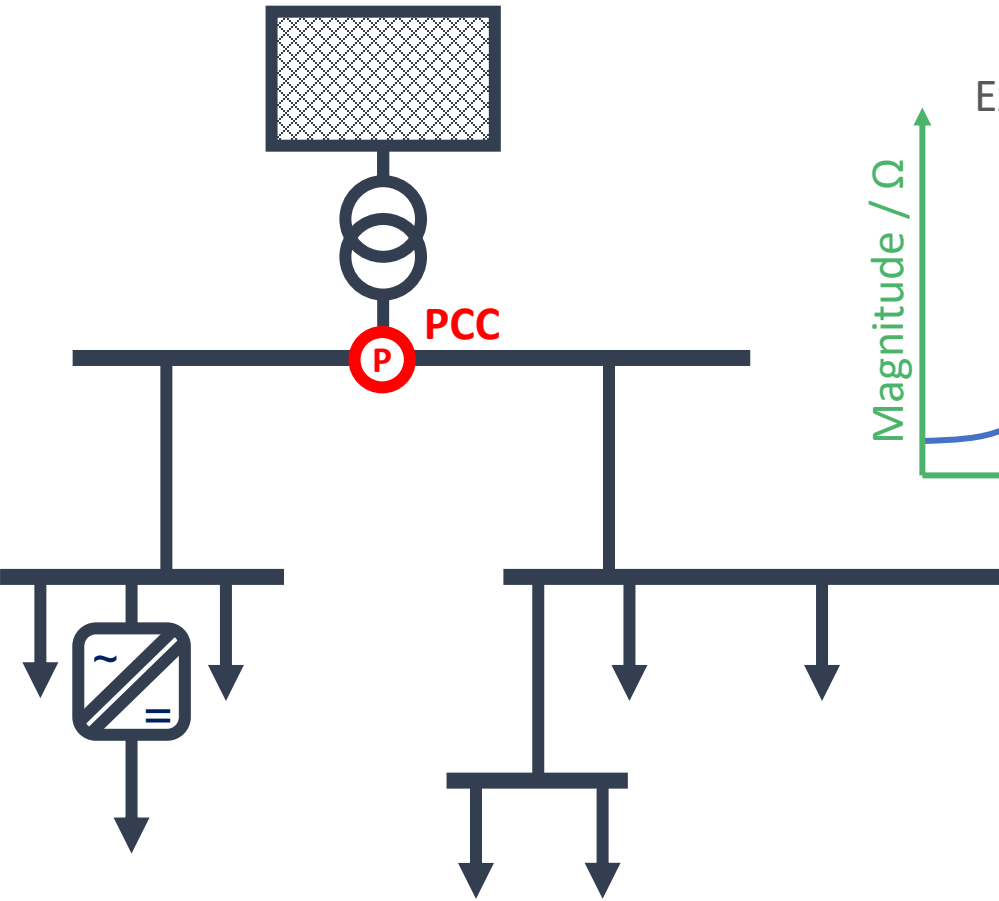 PCC
P
Magnitude / Ω
~
=